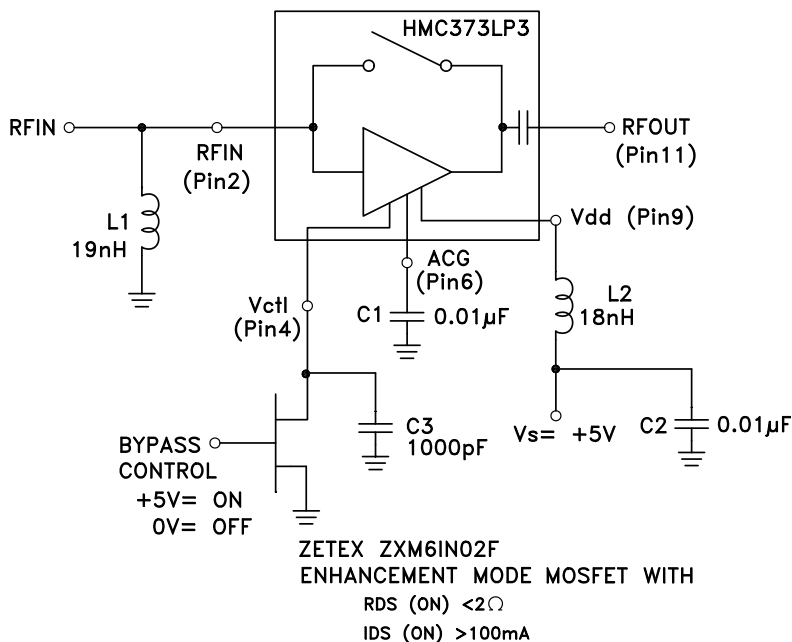 HMC373LP3
RFIN
RFIN
(Pin2)
RFOUT
(Pin11)
L1
19nH
Vdd (Pin9)
ACG
(Pin6)
Vctl
(Pin4)
C1 0.01µF
L2
18nH
C3
1000pF
Vs= +5V
C2 0.01µF
BYPASS
CONTROL
+5V= ON
0V= OFF
ZETEX ZXM6IN02F
ENHANCEMENT MODE MOSFET WITH
RDS (ON) <2Ω
IDS (ON) >100mA